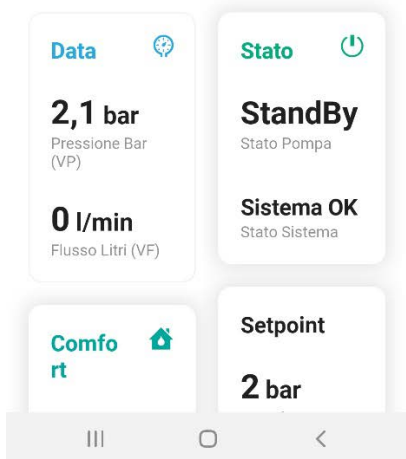 Data
2,1 bar
Pressione Bar
(VP)
0 l/min
Flusso Litri (VF)
Stato
StandBy
Stato Pompa
Sistema OK
Stato Sistema
Comfo
rt
Setpoint
2 bar